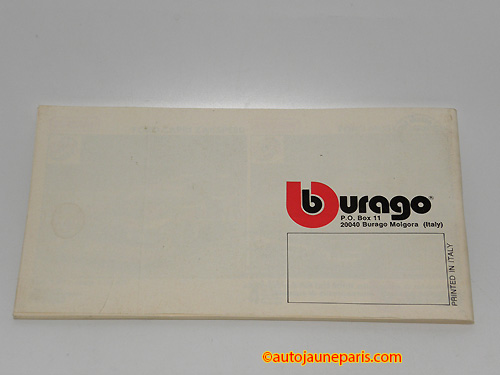 burago®
P.O. Box 11
20040 Burago Molgora (Italy)
PRINTED IN ITALY
©autojauneparis.com